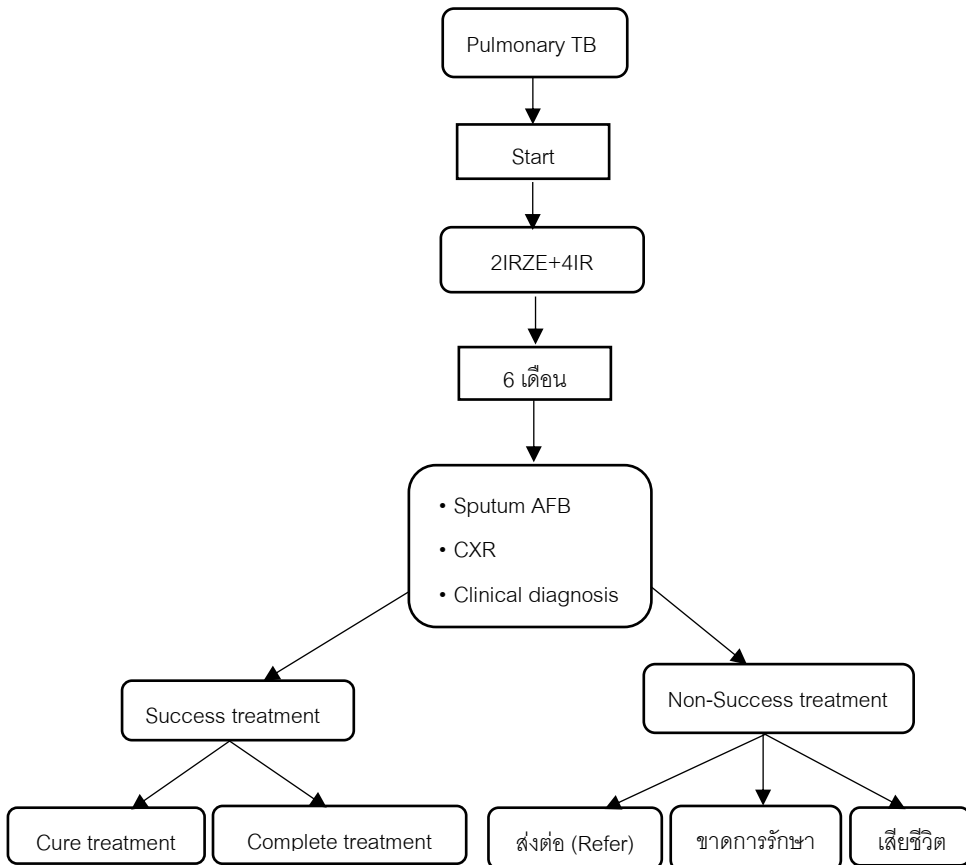 Pulmonary TB
Start
2IRZE+4IR
6 เดือน
• Sputum AFB
• CXR
• Clinical diagnosis
Success treatment
Non-Success treatment
Cure treatment
Complete treatment
ส่งต่อ (Refer)
ขาดการรักษา
เสียชีวิต